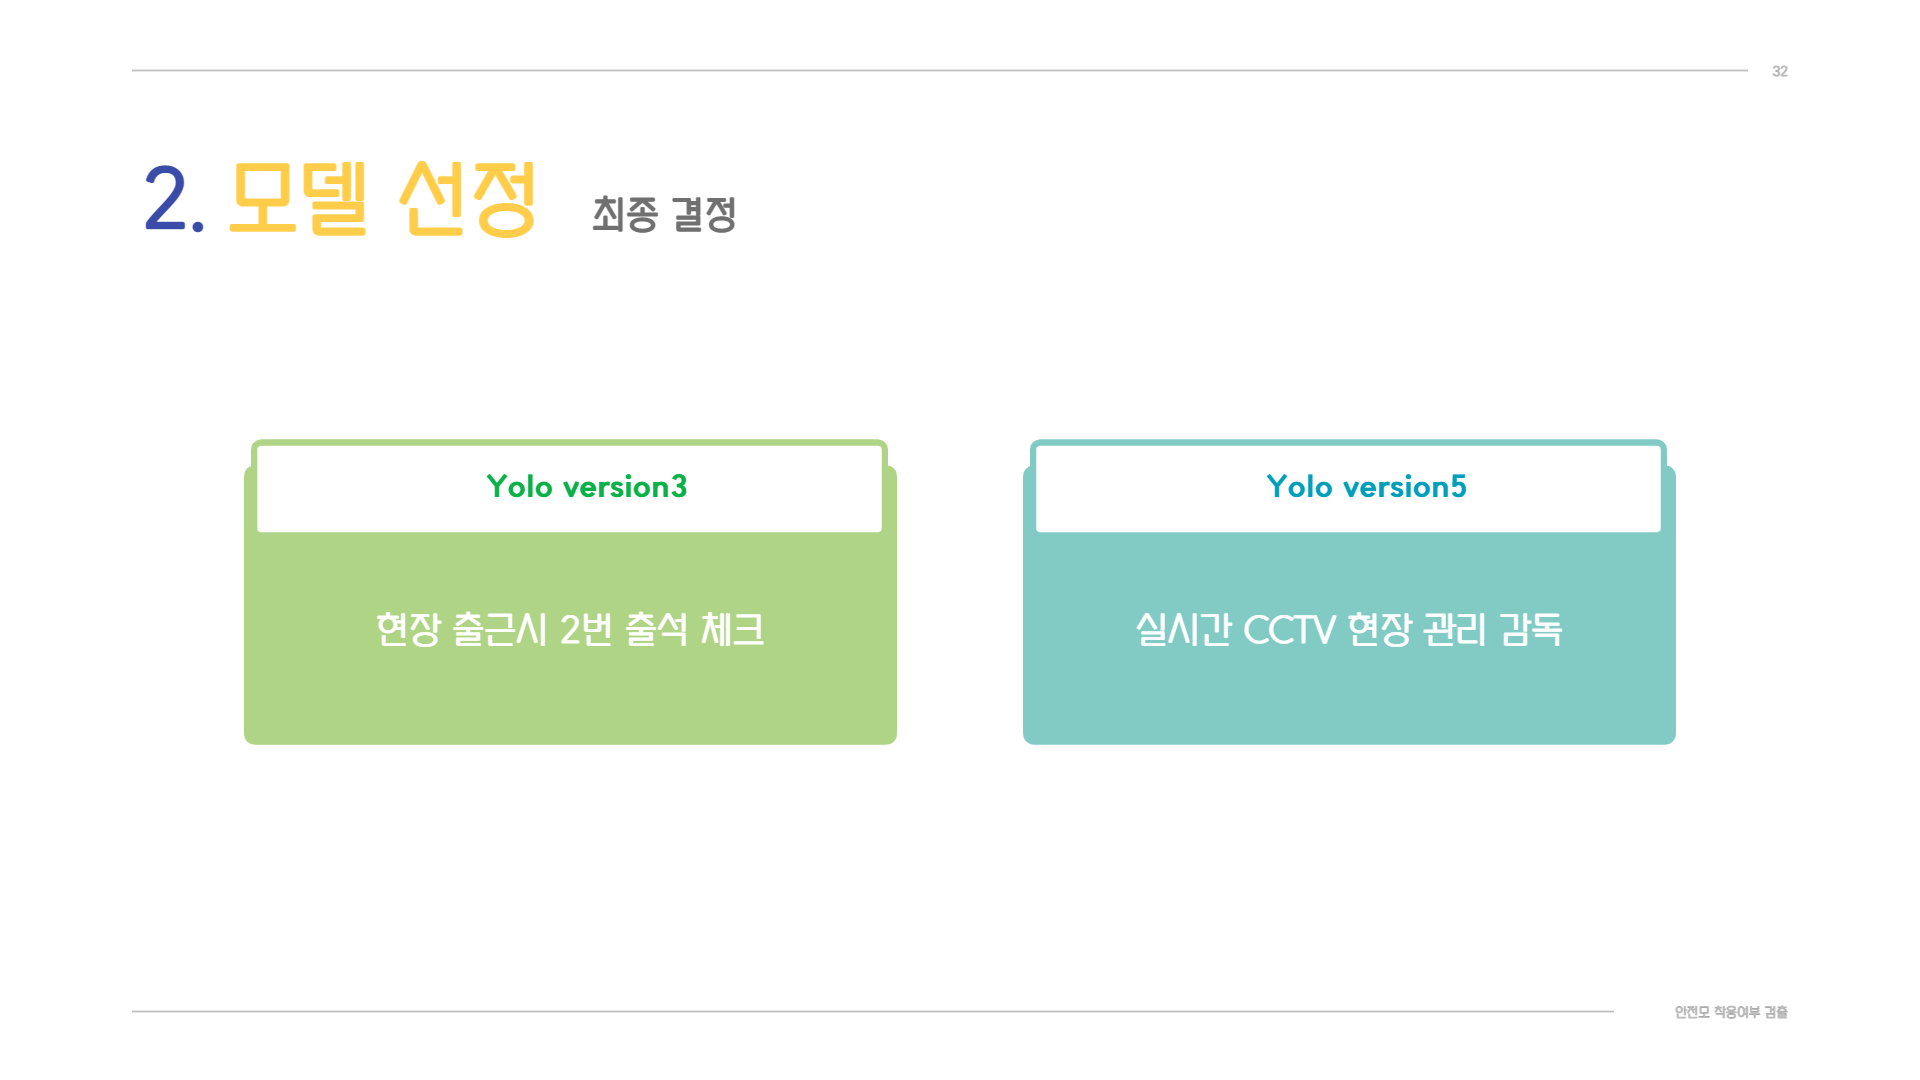 32
2. 모델 선정 최종 결정
Yolo version3
현장 출근시 2번 출석 체크
Yolo version5
실시간 CCTV 현장 관리 감독
안전모 착용여부 검출